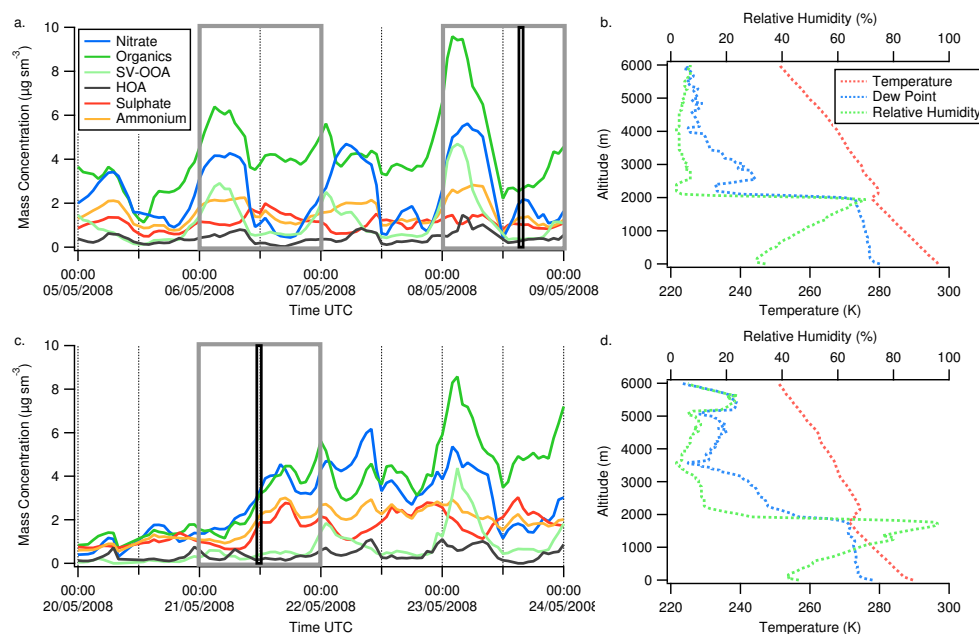 a.
10
8
6
4
2
0
Mass Concentration (µg sm⁻³)
Nitrate
Organics
SV-OOA
HOA
Sulphate
Ammonium
00:00 00:00 00:00 00:00 00:00
05/05/2008 06/05/2008 07/05/2008 08/05/2008 09/05/2008
Time UTC
b.
Relative Humidity (%)
0 20 40 60 80 100
6000
5000
4000
3000
2000
1000
0
Altitude (m)
Temperature
Dew Point
Relative Humidity
220 240 260 280 300
Temperature (K)
c.
10
8
6
4
2
0
Mass Concentration (µg sm⁻³)
00:00 00:00 00:00 00:00 00:00
20/05/2008 21/05/2008 22/05/2008 23/05/2008 24/05/2008
Time UTC
d.
Relative Humidity (%)
0 20 40 60 80 100
6000
5000
4000
3000
2000
1000
0
Altitude (m)
220 240 260 280 300
Temperature (K)